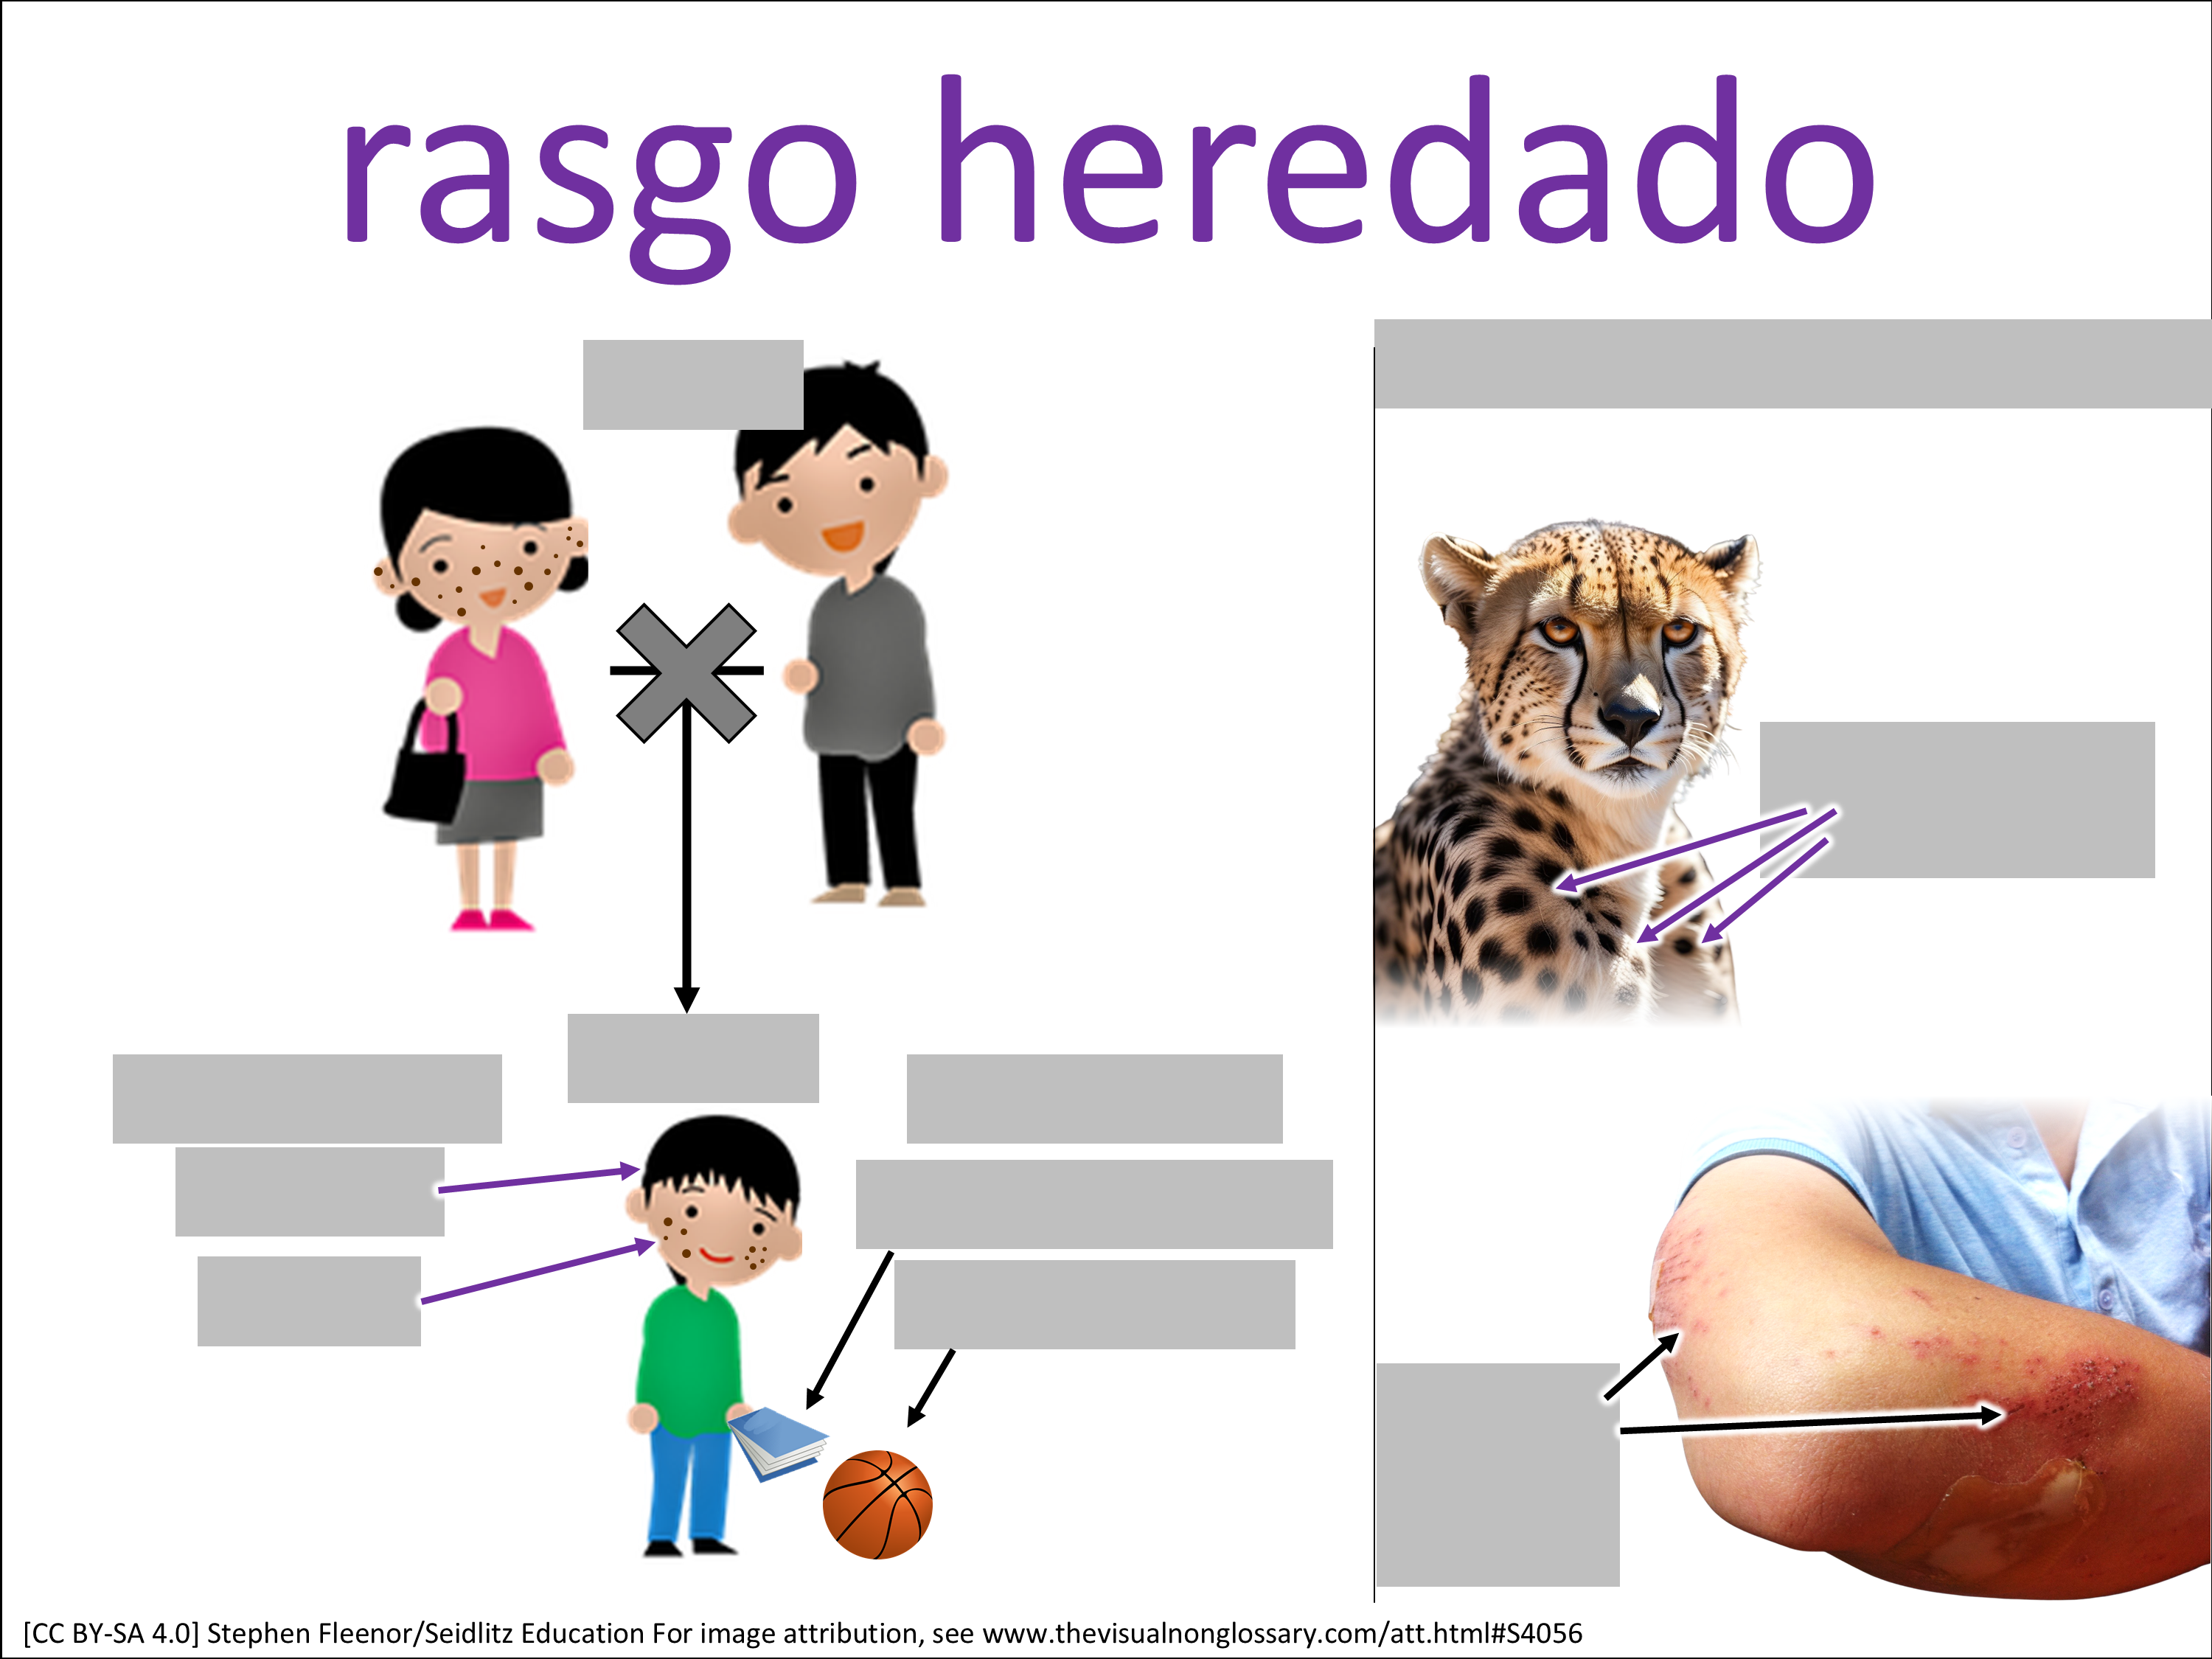 rasgo heredado
[CC BY-SA 4.0] Stephen Fleenor/Seidlitz Education For image attribution, see www.thevisualnonglossary.com/att.html#S4056